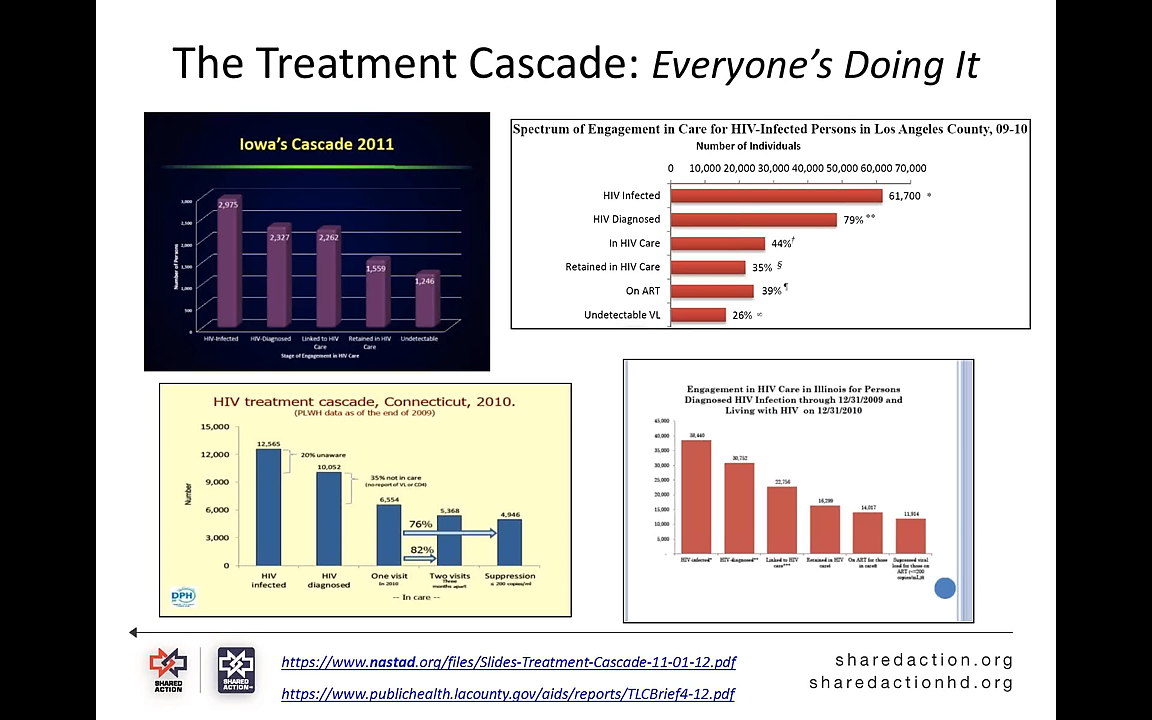 The Treatment Cascade: Everyone's Doing It
Iowa's Cascade 2011
Number of Persons
3,000
2,500
2,000
1,500
1,000
500
0
2,975
2,327
2,262
1,559
1,246
HIV-Infected
HIV-Diagnosed
Linked to HIV
Care
Retained in HIV
Care
Undetectable
Stage of Engagement in HIV Care
Spectrum of Engagement in Care for HIV-Infected Persons in Los Angeles County, 09-10
Number of Individuals
0 10,000 20,000 30,000 40,000 50,000 60,000 70,000
HIV Infected 61,700 *
HIV Diagnosed 79% **
In HIV Care 44% †
Retained in HIV Care 35% §
On ART 39% ¶
Undetectable VL 26% ∞
HIV treatment cascade, Connecticut, 2010.
(PLWH data as of the end of 2009)
Number
15,000
12,000
9,000
6,000
3,000
0
12,565
20% unaware
10,052
35% not in care
(no report of VL or CD4)
6,554
5,368
4,946
76%
82%
HIV
infected
HIV
diagnosed
One visit
In 2010
Two visits
Three
months apart
Suppression
≤ 200 copies/ml
-- In care --
DPH
Engagement in HIV Care in Illinois for Persons
Diagnosed HIV Infection through 12/31/2009 and
Living with HIV on 12/31/2010
45,000
40,000
35,000
30,000
25,000
20,000
15,000
10,000
5,000
-
38,440
30,752
22,756
16,299
14,017
11,914
HIV-infected*
HIV-diagnosed**
Linked to HIV
care***
Retained in HIV
care
On ART for those
in care
Suppressed viral
load for those on
ART (<=200
copies/mL)
SHARED
ACTION
SHARED
ACTION
https://www.nastad.org/files/Slides-Treatment-Cascade-11-01-12.pdf
https://www.publichealth.lacounty.gov/aids/reports/TLCBrief4-12.pdf
sharedaction.org
sharedactionhd.org